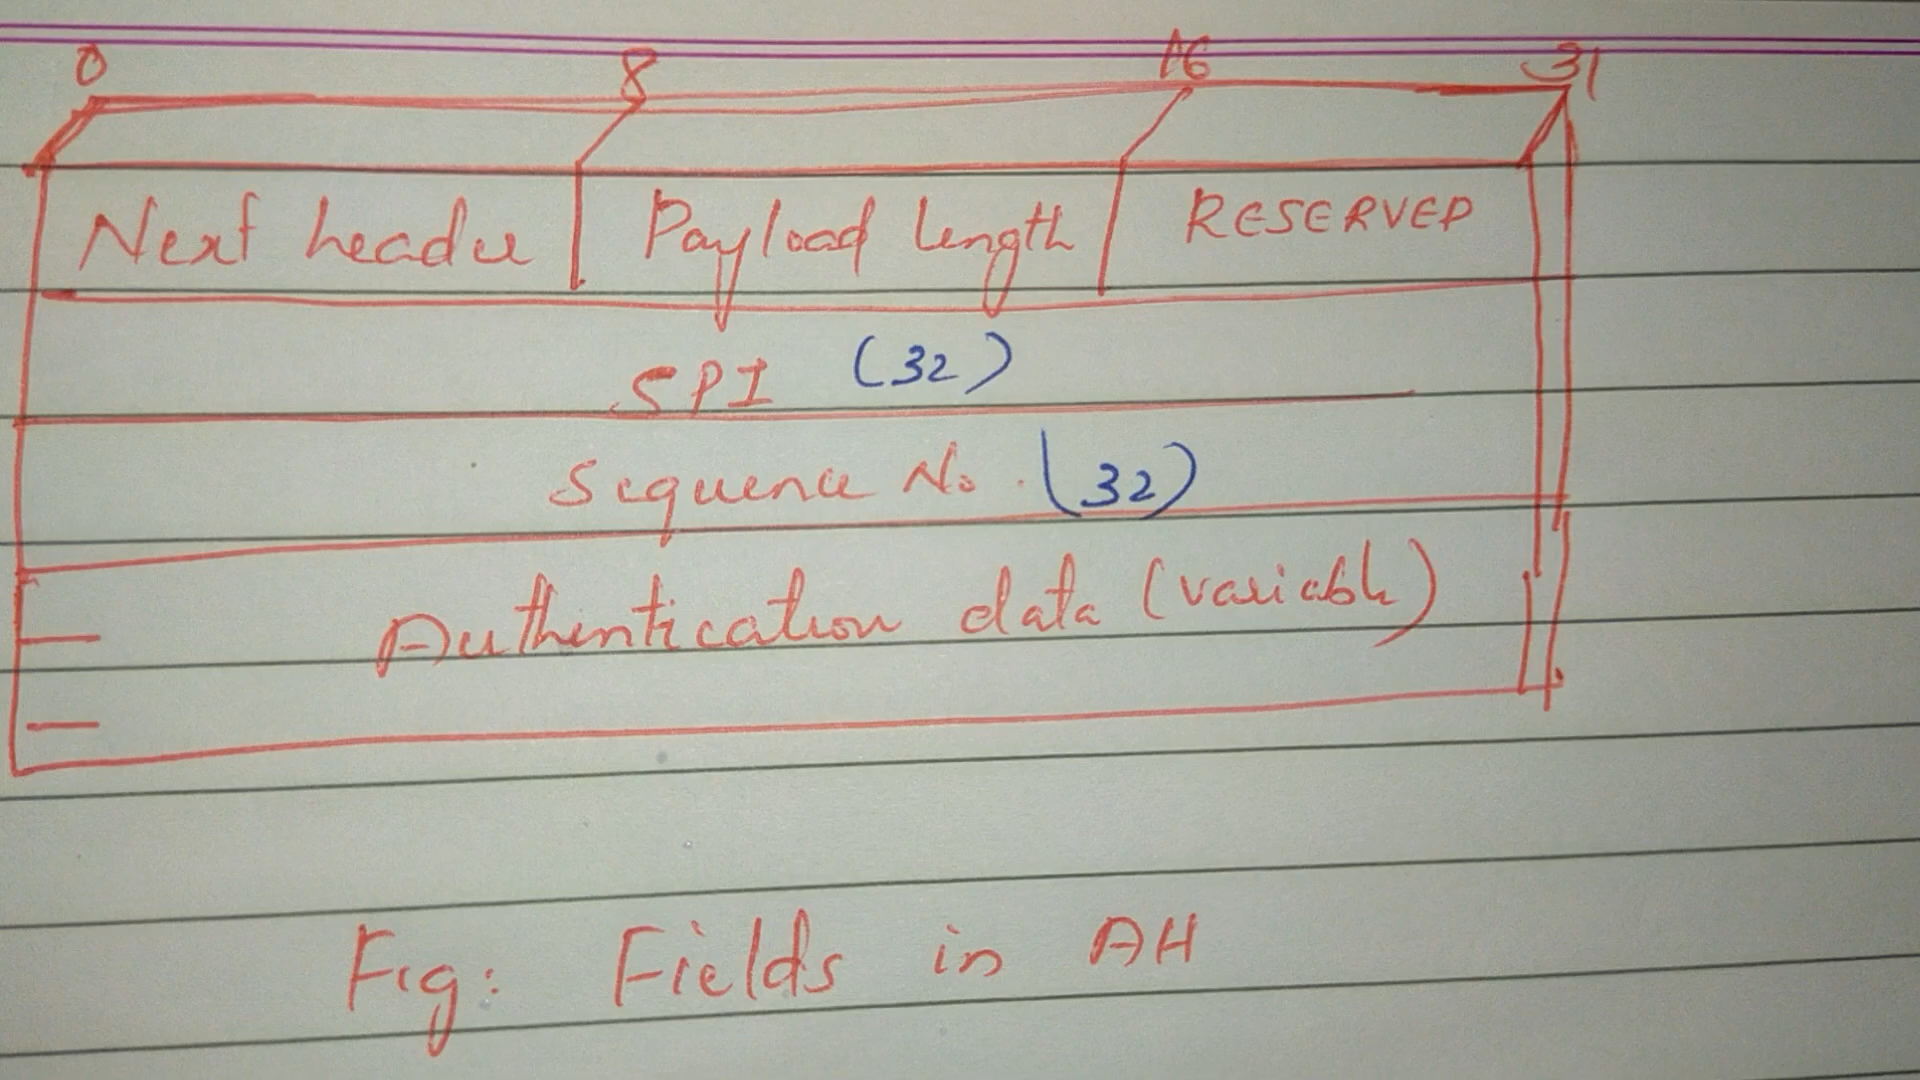 0 8 16 31
Next header Payload length RESERVED
SPI (32)
Sequence No. (32)
Authentication data (variable)
Fig: Fields in AH